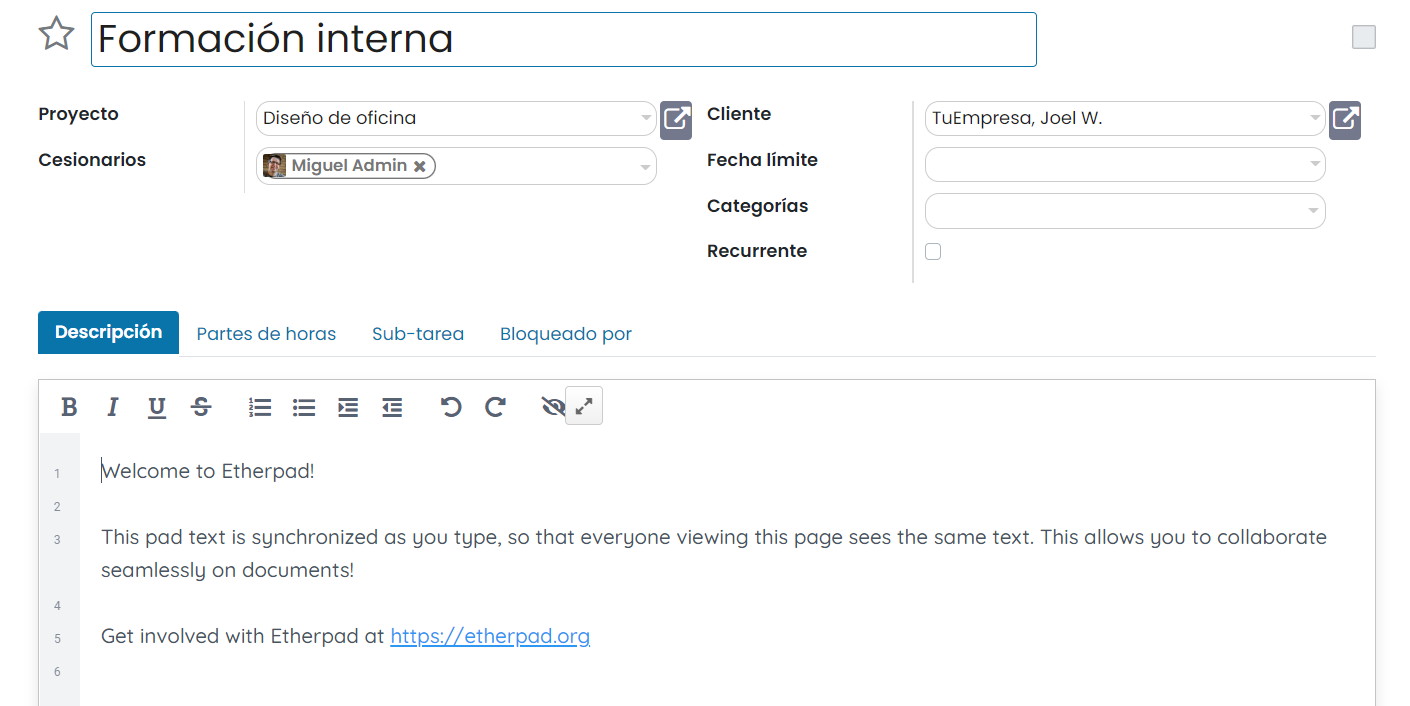 Formación interna
Proyecto
Diseño de oficina
Cliente
TuEmpresa, Joel W.
Cesionarios
Miguel Admin
Fecha límite
Categorías
Recurrente
Descripción
Partes de horas
Sub-tarea
Bloqueado por
B I U S
1 Welcome to Etherpad!
2
3 This pad text is synchronized as you type, so that everyone viewing this page sees the same text. This allows you to collaborate
seamlessly on documents!
4
5 Get involved with Etherpad at https://etherpad.org
6